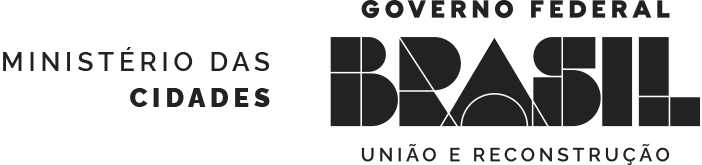 MINISTÉRIO DAS
CIDADES
GOVERNO FEDERAL
BRASIL
UNIÃO E RECONSTRUÇÃO